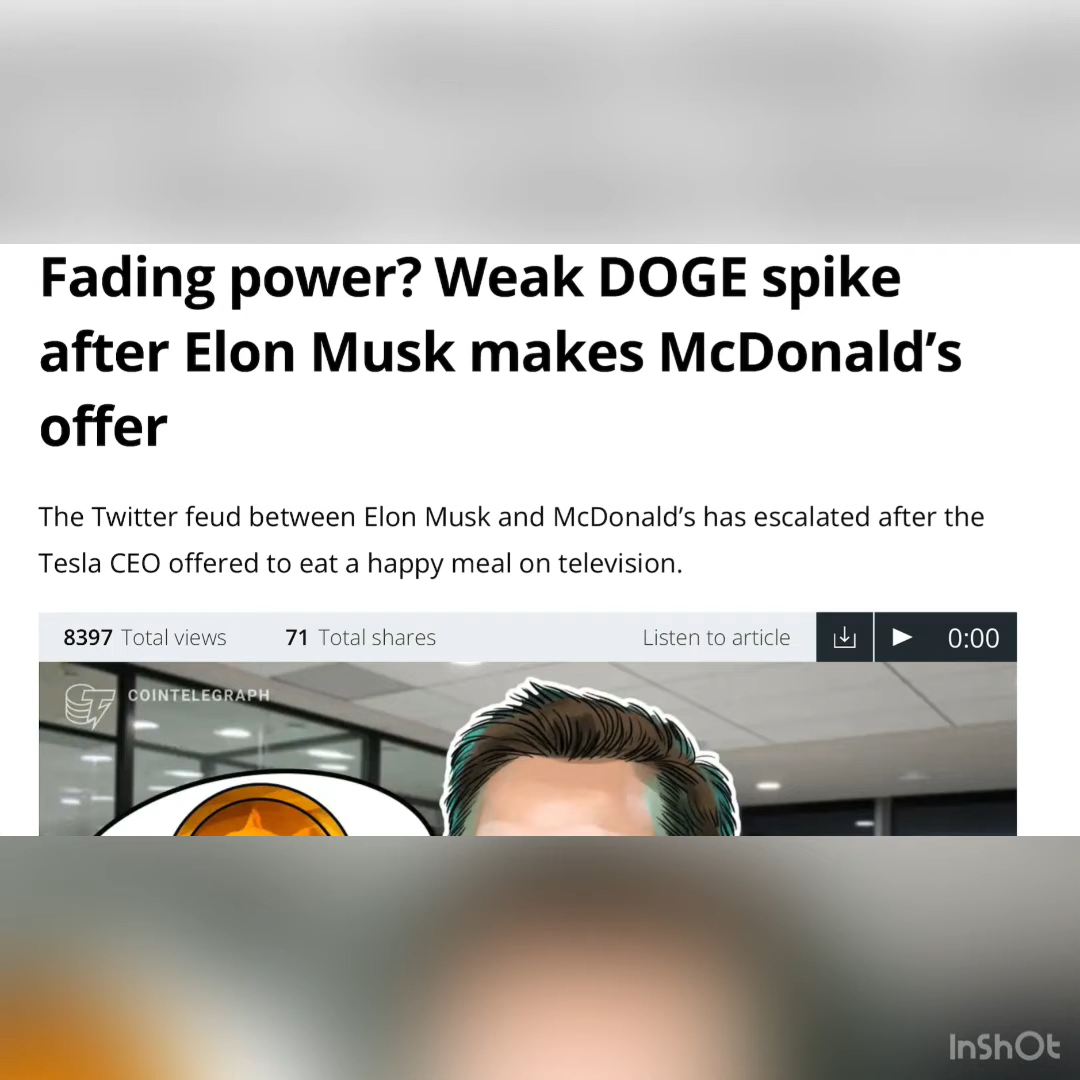 Fading power? Weak DOGE spike
after Elon Musk makes McDonald’s
offer
The Twitter feud between Elon Musk and McDonald’s has escalated after the
Tesla CEO offered to eat a happy meal on television.
8397 Total views 71 Total shares Listen to article 0:00
COINTELEGRAPH
InShOt